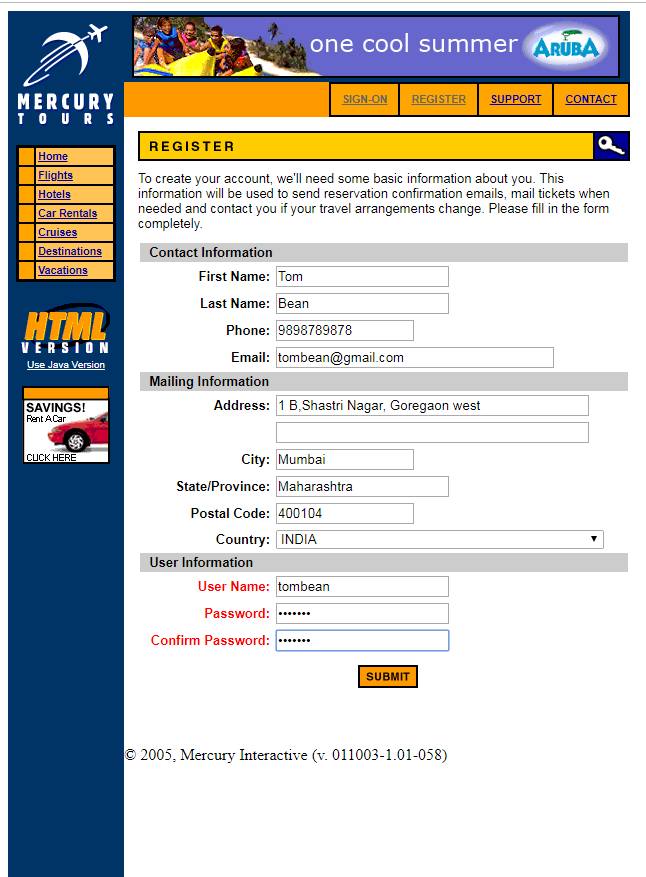 one cool summer ARUBA
MERCURY
TOURS
SIGN-ON REGISTER SUPPORT CONTACT
Home
Flights
Hotels
Car Rentals
Cruises
Destinations
Vacations
HTML
VERSION
Use Java Version
SAVINGS!
Rent A Car
CLICK HERE
REGISTER
To create your account, we'll need some basic information about you. This
information will be used to send reservation confirmation emails, mail tickets when
needed and contact you if your travel arrangements change. Please fill in the form
completely.
Contact Information
First Name: Tom
Last Name: Bean
Phone: 9898789878
Email: tombean@gmail.com
Mailing Information
Address: 1 B,Shastri Nagar, Goregaon west
City: Mumbai
State/Province: Maharashtra
Postal Code: 400104
Country: INDIA
User Information
User Name: tombean
Password: •••••••
Confirm Password: •••••••
SUBMIT
© 2005, Mercury Interactive (v. 011003-1.01-058)